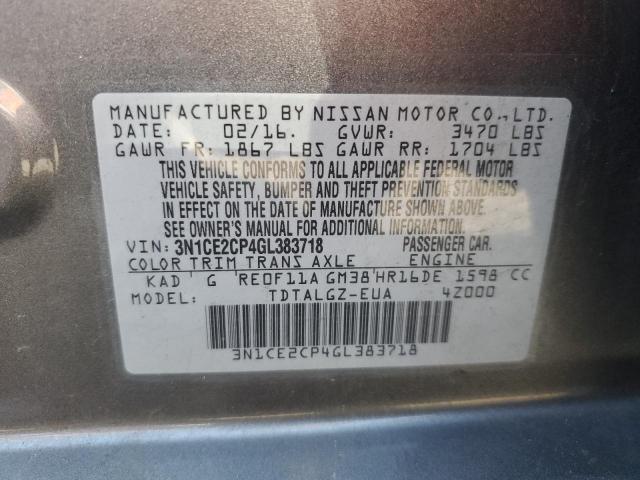 MANUFACTURED BY NISSAN MOTOR CO., LTD.
DATE: 02/16. GVWR: 3470 LBS
GAWR FR: 1867 LBS GAWR RR: 1704 LBS
THIS VEHICLE CONFORMS TO ALL APPLICABLE FEDERAL MOTOR
VEHICLE SAFETY, BUMPER AND THEFT PREVENTION STANDARDS
IN EFFECT ON THE DATE OF MANUFACTURE SHOWN ABOVE.
SEE OWNER'S MANUAL FOR ADDITIONAL INFORMATION.
VIN: 3N1CE2CP4GL383718 PASSENGER CAR.
COLOR TRIM TRANS AXLE ENGINE
KAD G RE0F11A GM38 HR16DE 1598 CC
MODEL: TDTALGZ-EUA 4Z000
3N1CE2CP4GL383718